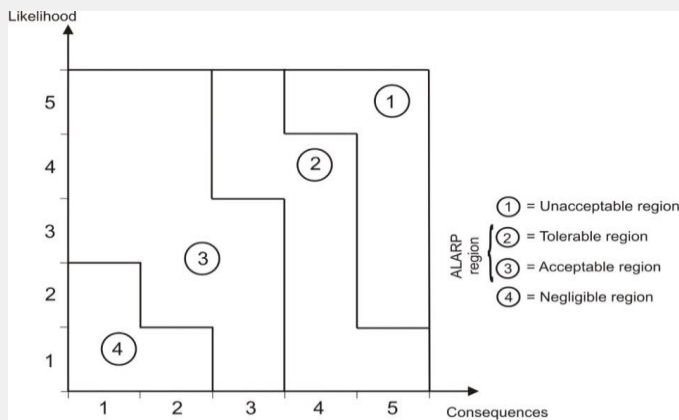 Likelihood
5
4
3
2
1
1
2
3
4
1 2 3 4 5
Consequences
ALARP
region
1 = Unacceptable region
2 = Tolerable region
3 = Acceptable region
4 = Negligible region